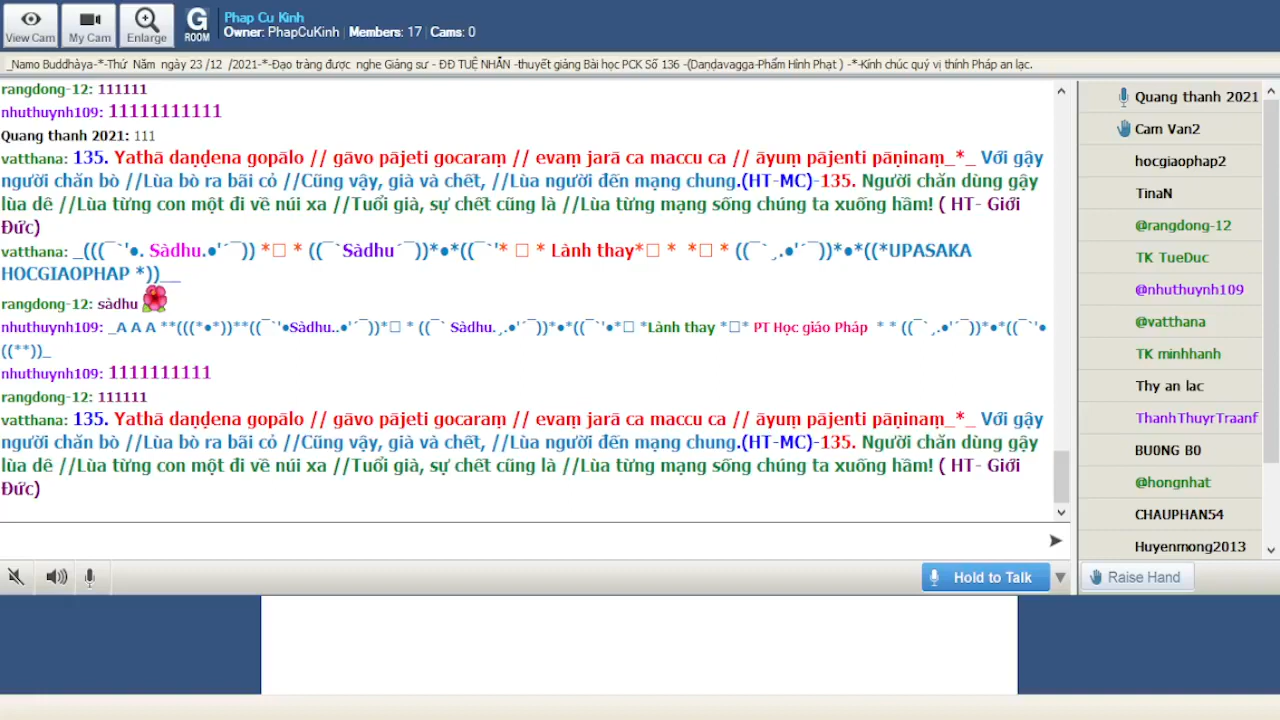 View Cam
My Cam
Enlarge
G
ROOM
Phap Cu Kinh
Owner: PhapCuKinh | Members: 17 | Cams: 0
_Namo Buddhàya-*-Thứ Năm ngày 23 /12 /2021-*-Đạo tràng được nghe Giảng sư - ĐĐ TUỆ NHẪN -thuyết giảng Bài học PCK Số 136 -(Daṇḍavagga-Phẩm Hình Phạt ) -*-Kính chúc quý vị thính Pháp an lạc.
rangdong-12: 111111
nhuthuynh109: 11111111111
Quang thanh 2021: 111
vatthana: 135. Yathā daṇḍena gopālo // gāvo pājeti gocaraṃ // evaṃ jarā ca maccu ca // āyuṃ pājenti pāṇinaṃ_*_ Với gậy
người chăn bò //Lùa bò ra bãi cỏ //Cũng vậy, già và chết, //Lùa người đến mạng chung.(HT-MC)-135. Người chăn dùng gậy
lùa dê //Lùa từng con một đi về núi xa //Tuổi già, sự chết cũng là //Lùa từng mạng sống chúng ta xuống hầm! ( HT- Giới
Đức)
vatthana: _(((¯`'•. Sàdhu.•'´¯)) *□ * ((¯`Sàdhu´¯))*•*((¯`'* □ * Lành thay*□ * *□ * ((¯`¸.•'´¯))*•*((*UPASAKA
HOCGIAOPHAP *))__
rangdong-12: sàdhu
nhuthuynh109: _A A A **(((*•*))**((¯`'•Sàdhu..•'´¯))*□ * ((¯` Sàdhu.¸.•'´¯))*•*((¯`'•*□ *Lành thay *□* PT Học giáo Pháp * * ((¯`¸.•'´¯))*•*((¯`'•
((**))_
nhuthuynh109: 1111111111
rangdong-12: 111111
vatthana: 135. Yathā daṇḍena gopālo // gāvo pājeti gocaraṃ // evaṃ jarā ca maccu ca // āyuṃ pājenti pāṇinaṃ_*_ Với gậy
người chăn bò //Lùa bò ra bãi cỏ //Cũng vậy, già và chết, //Lùa người đến mạng chung.(HT-MC)-135. Người chăn dùng gậy
lùa dê //Lùa từng con một đi về núi xa //Tuổi già, sự chết cũng là //Lùa từng mạng sống chúng ta xuống hầm! ( HT- Giới
Đức)
Hold to Talk
Quang thanh 2021
Cam Van2
hocgiaophap2
TinaN
@rangdong-12
TK TueDuc
@nhuthuynh109
@vatthana
TK minhhanh
Thy an lac
ThanhThuyrTraanf
BU0NG B0
@hongnhat
CHAUPHAN54
Huyenmong2013
Raise Hand